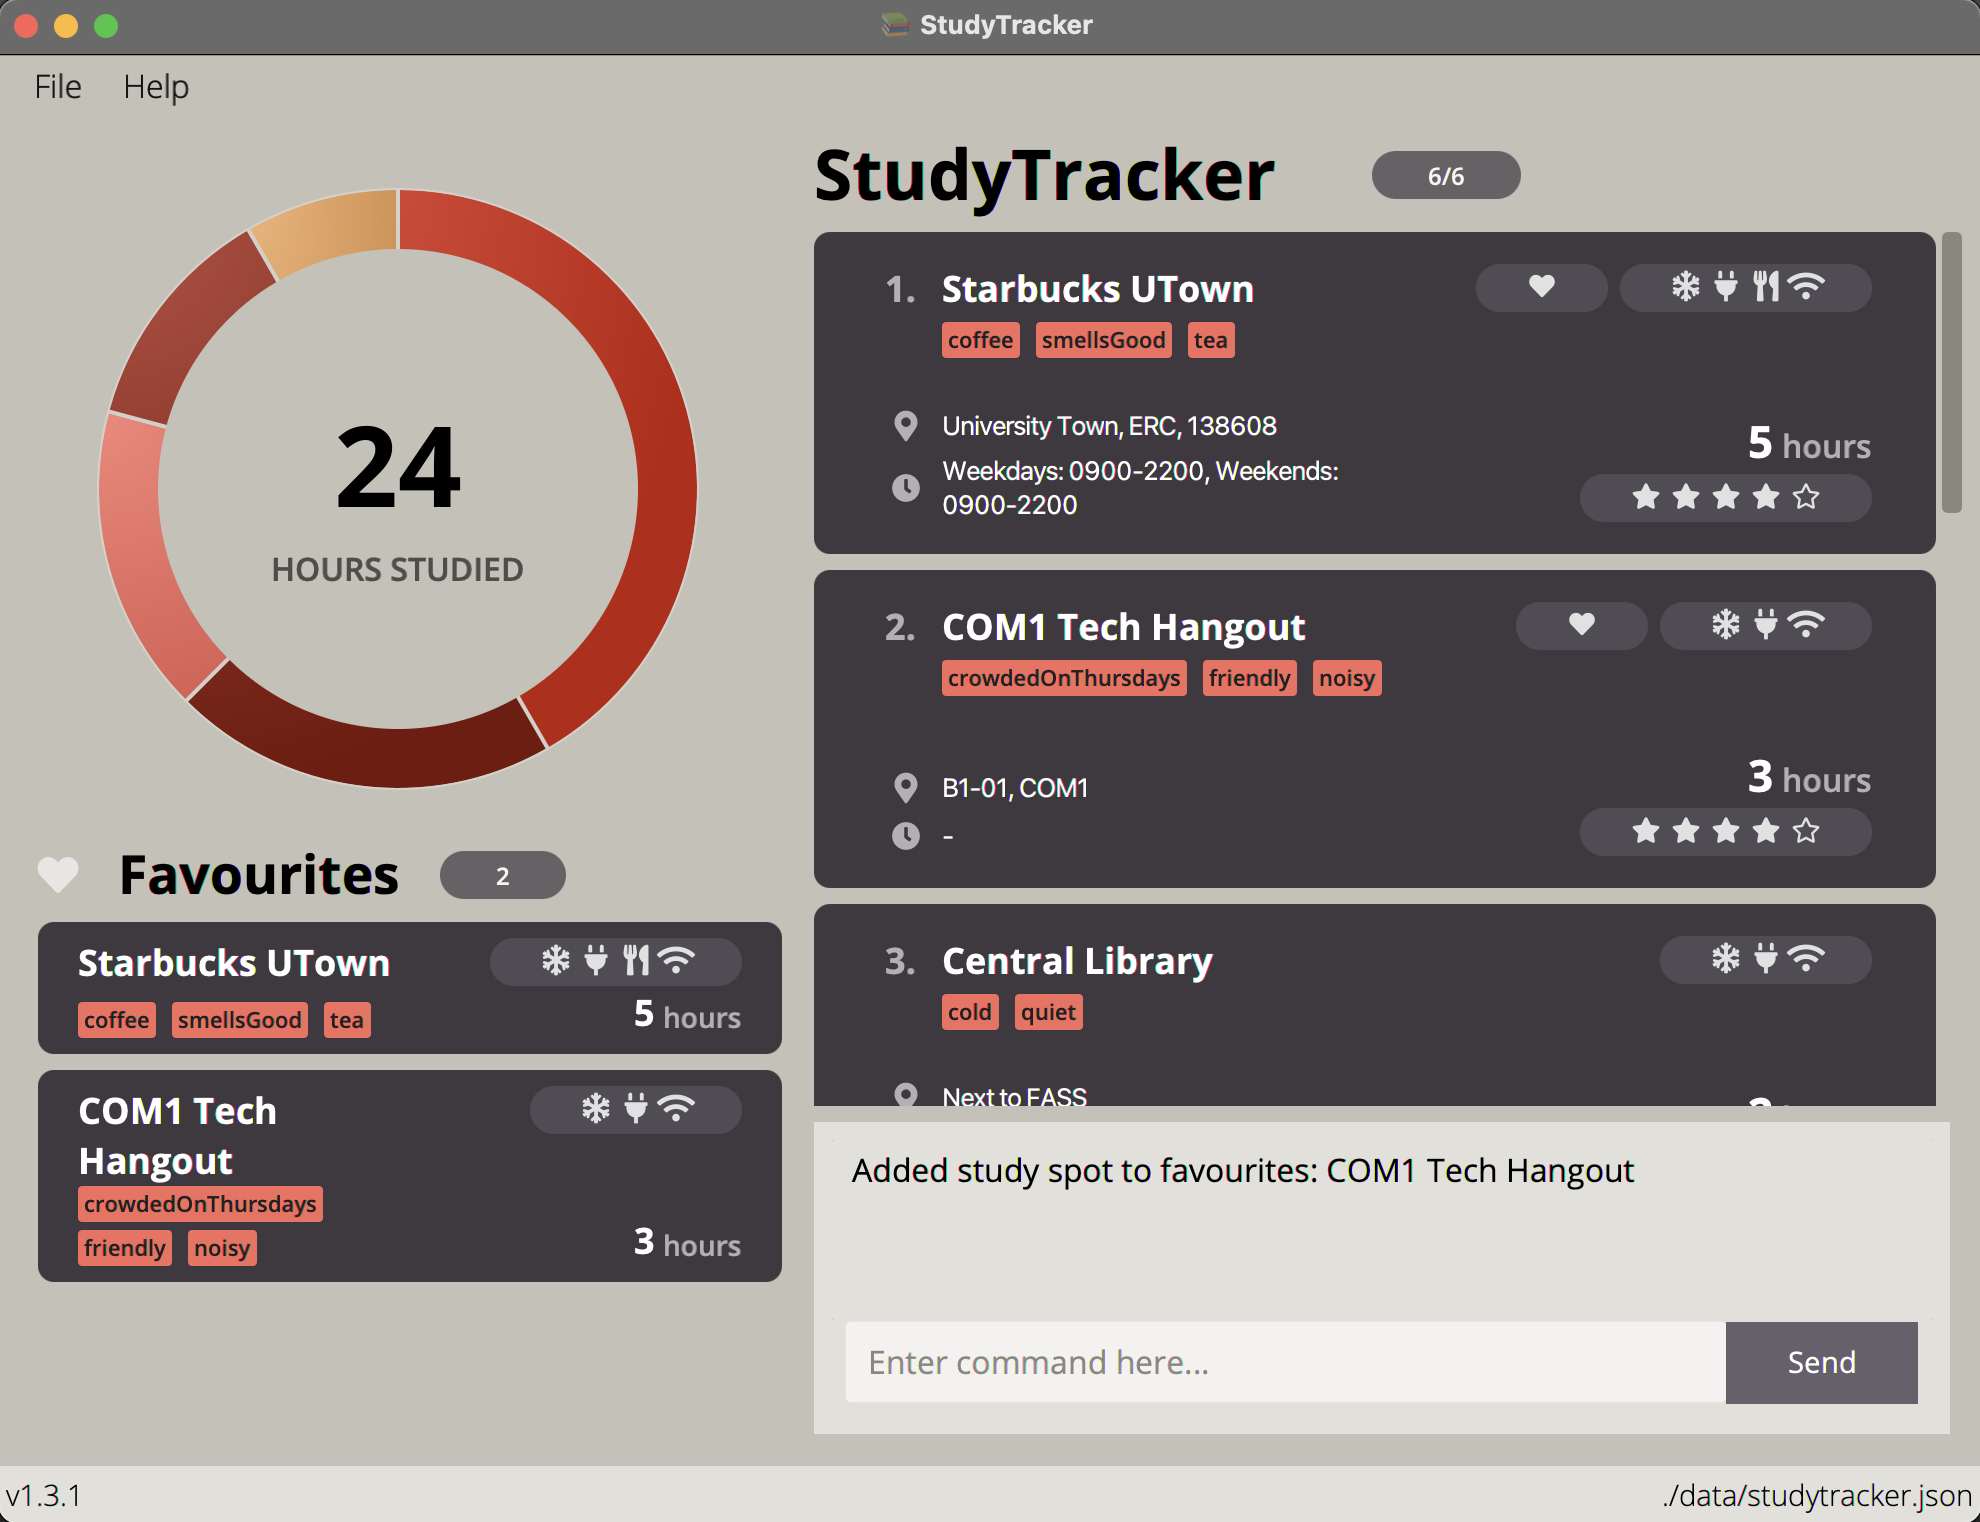 StudyTracker
File Help
24
HOURS STUDIED
Favourites 2
Starbucks UTown
coffee smellsGood tea
5 hours
COM1 Tech
Hangout
crowdedOnThursdays
friendly noisy
3 hours
StudyTracker 6/6
1. Starbucks UTown
coffee smellsGood tea
University Town, ERC, 138608
Weekdays: 0900-2200, Weekends:
0900-2200
5 hours
2. COM1 Tech Hangout
crowdedOnThursdays friendly noisy
B1-01, COM1
-
3 hours
3. Central Library
cold quiet
Next to FASS
Added study spot to favourites: COM1 Tech Hangout
Enter command here...
Send
v1.3.1
./data/studytracker.json